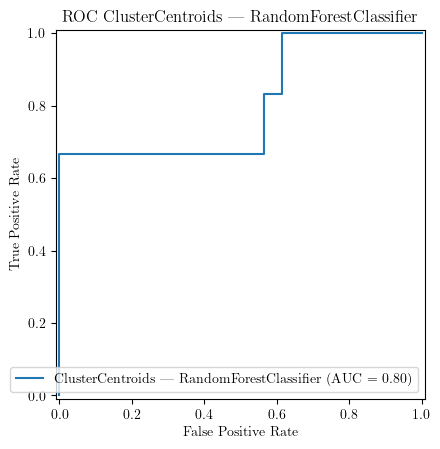 ROC ClusterCentroids — RandomForestClassifier
1.0
0.8
0.6
0.4
0.2
0.0
True Positive Rate
ClusterCentroids — RandomForestClassifier (AUC = 0.80)
0.0 0.2 0.4 0.6 0.8 1.0
False Positive Rate